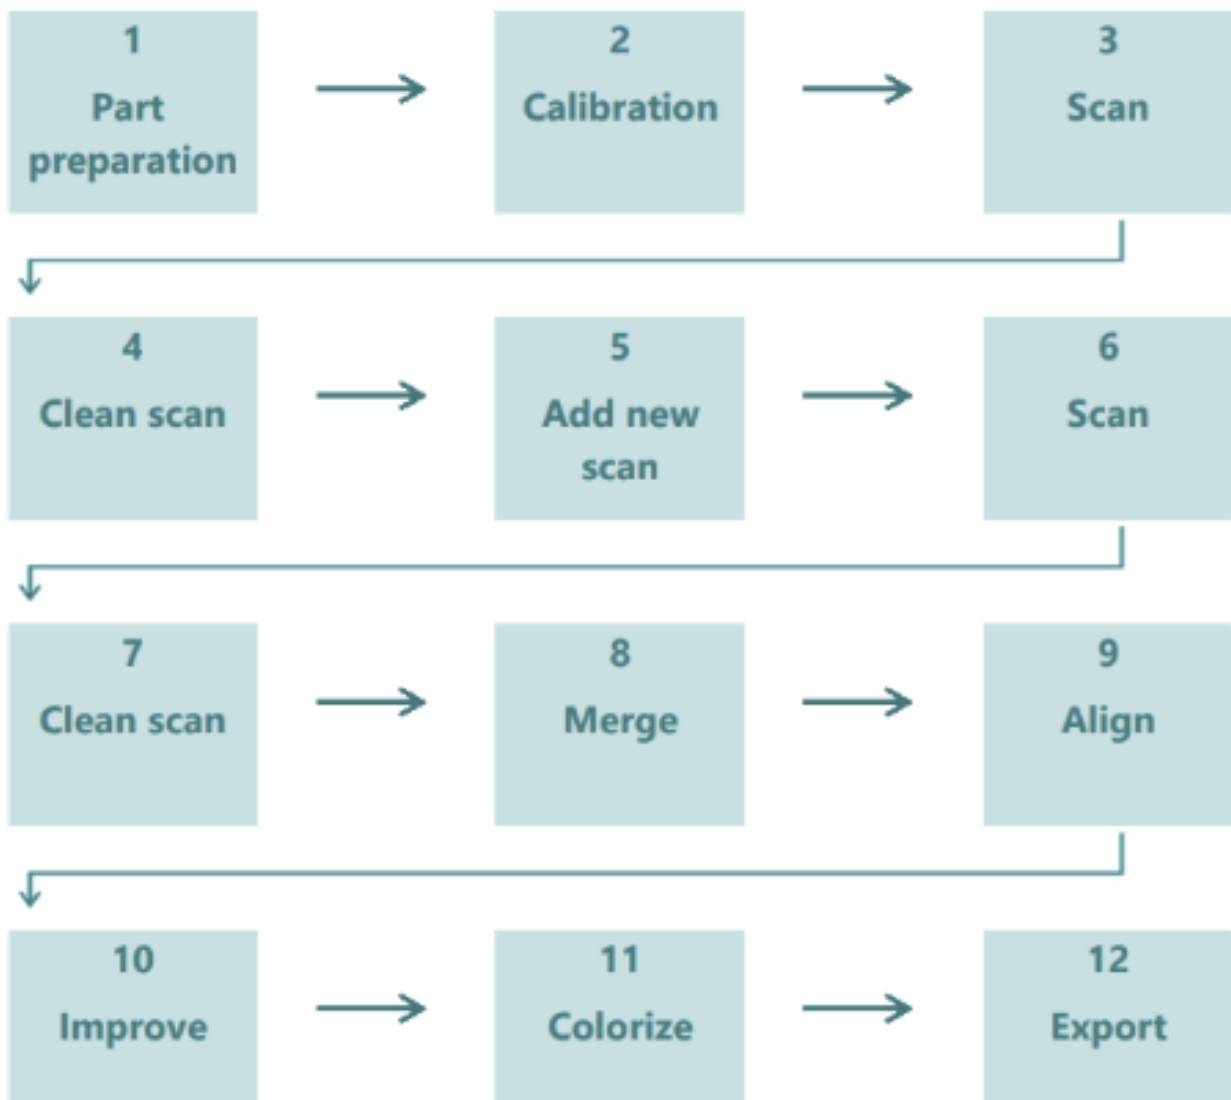 1
Part
preparation
2
Calibration
3
Scan
4
Clean scan
5
Add new
scan
6
Scan
7
Clean scan
8
Merge
9
Align
10
Improve
11
Colorize
12
Export